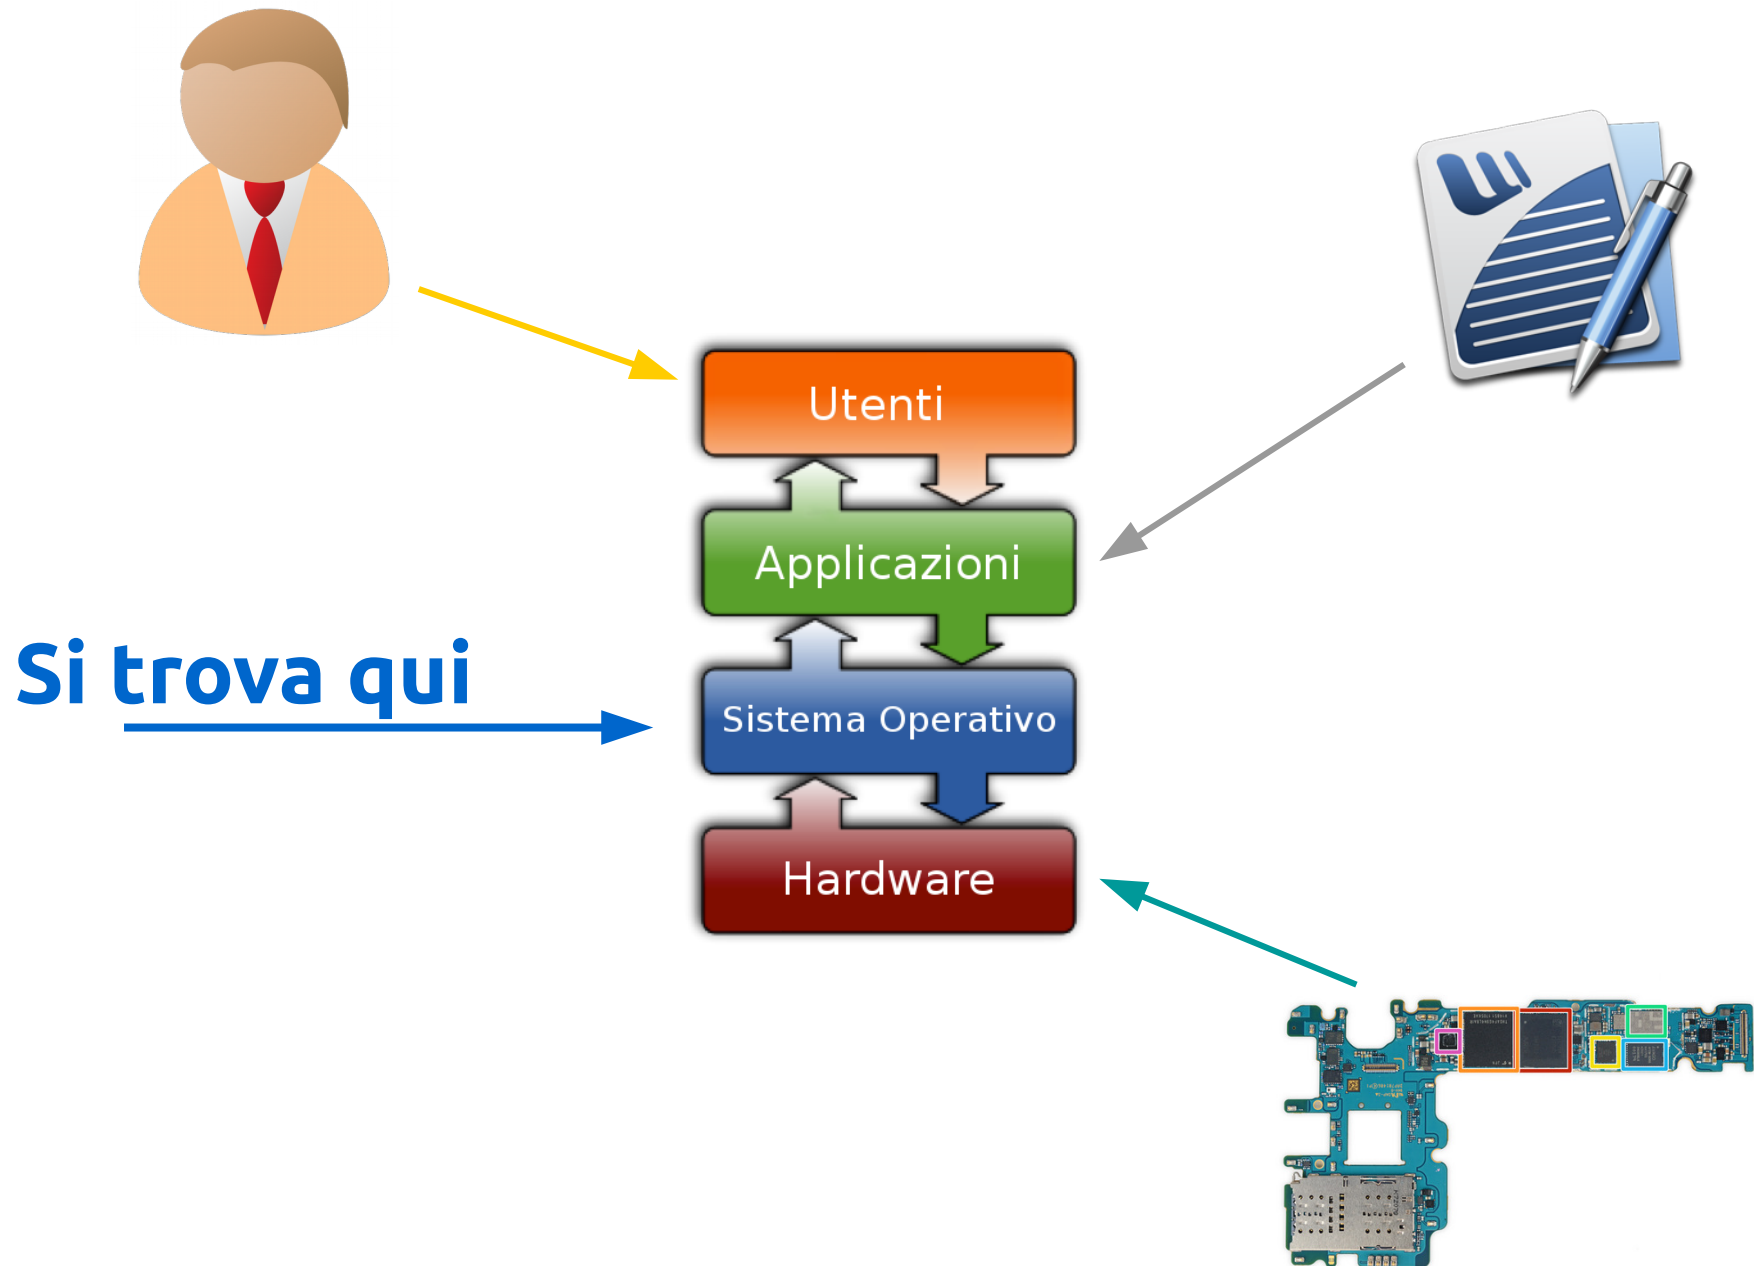 Utenti
Applicazioni
Si trova qui
Sistema Operativo
Hardware